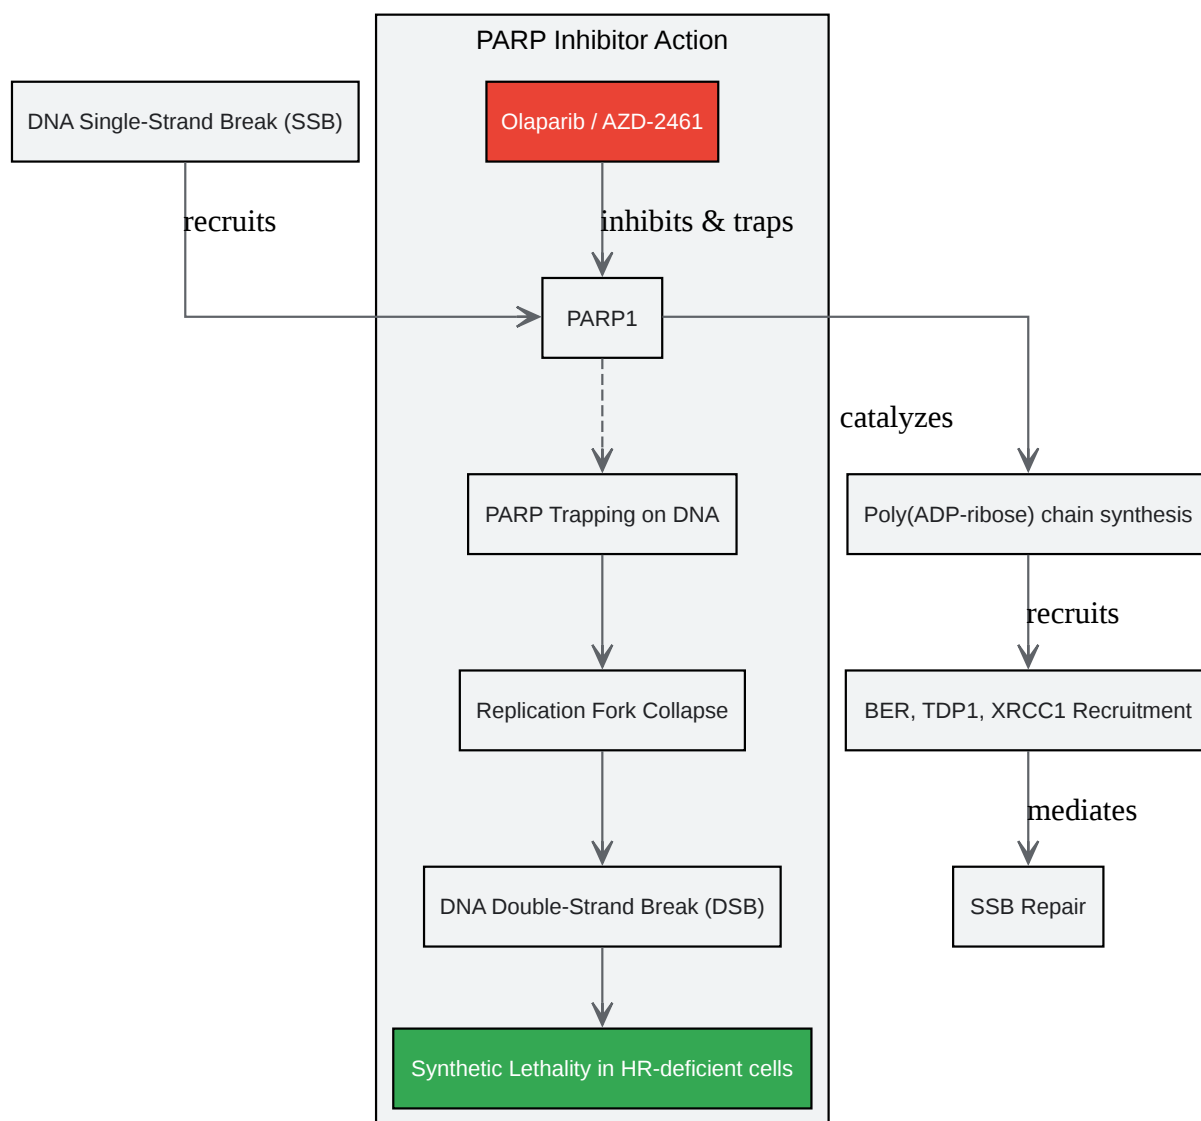 PARP Inhibitor Action
DNA Single-Strand Break (SSB)
Olaparib / AZD-2461
recruits
inhibits & traps
PARP1
catalyzes
PARP Trapping on DNA
Poly(ADP-ribose) chain synthesis
recruits
Replication Fork Collapse
BER, TDP1, XRCC1 Recruitment
mediates
DNA Double-Strand Break (DSB)
SSB Repair
Synthetic Lethality in HR-deficient cells